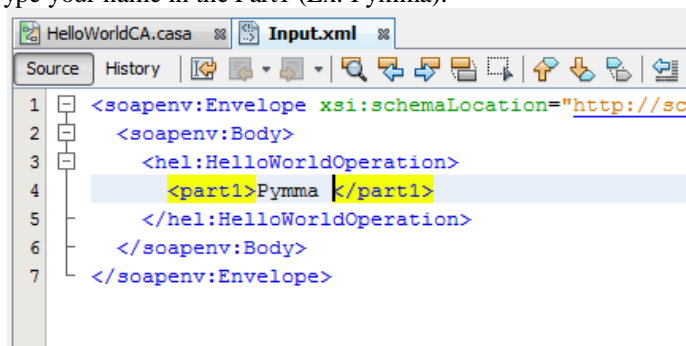 ype your name in the Part1 (Ex. Pymma).
HelloWorldCA.casa Input.xml
Source History
1 <soapenv:Envelope xsi:schemaLocation="http://sc
2 <soapenv:Body>
3 <hel:HelloWorldOperation>
4 <part1>Pymma </part1>
5 </hel:HelloWorldOperation>
6 </soapenv:Body>
7 </soapenv:Envelope>